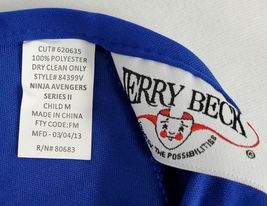 CUT# 620635
100% POLYESTER
DRY CLEAN ONLY
STYLE# 84399V
NINJA AVENGERS
SERIES II
CHILD M
MADE IN CHINA
FTY CODE: FM
MFD - 03/04/13
R/N# 80683
JERRY BECK
THE POSSIBILITIES
®